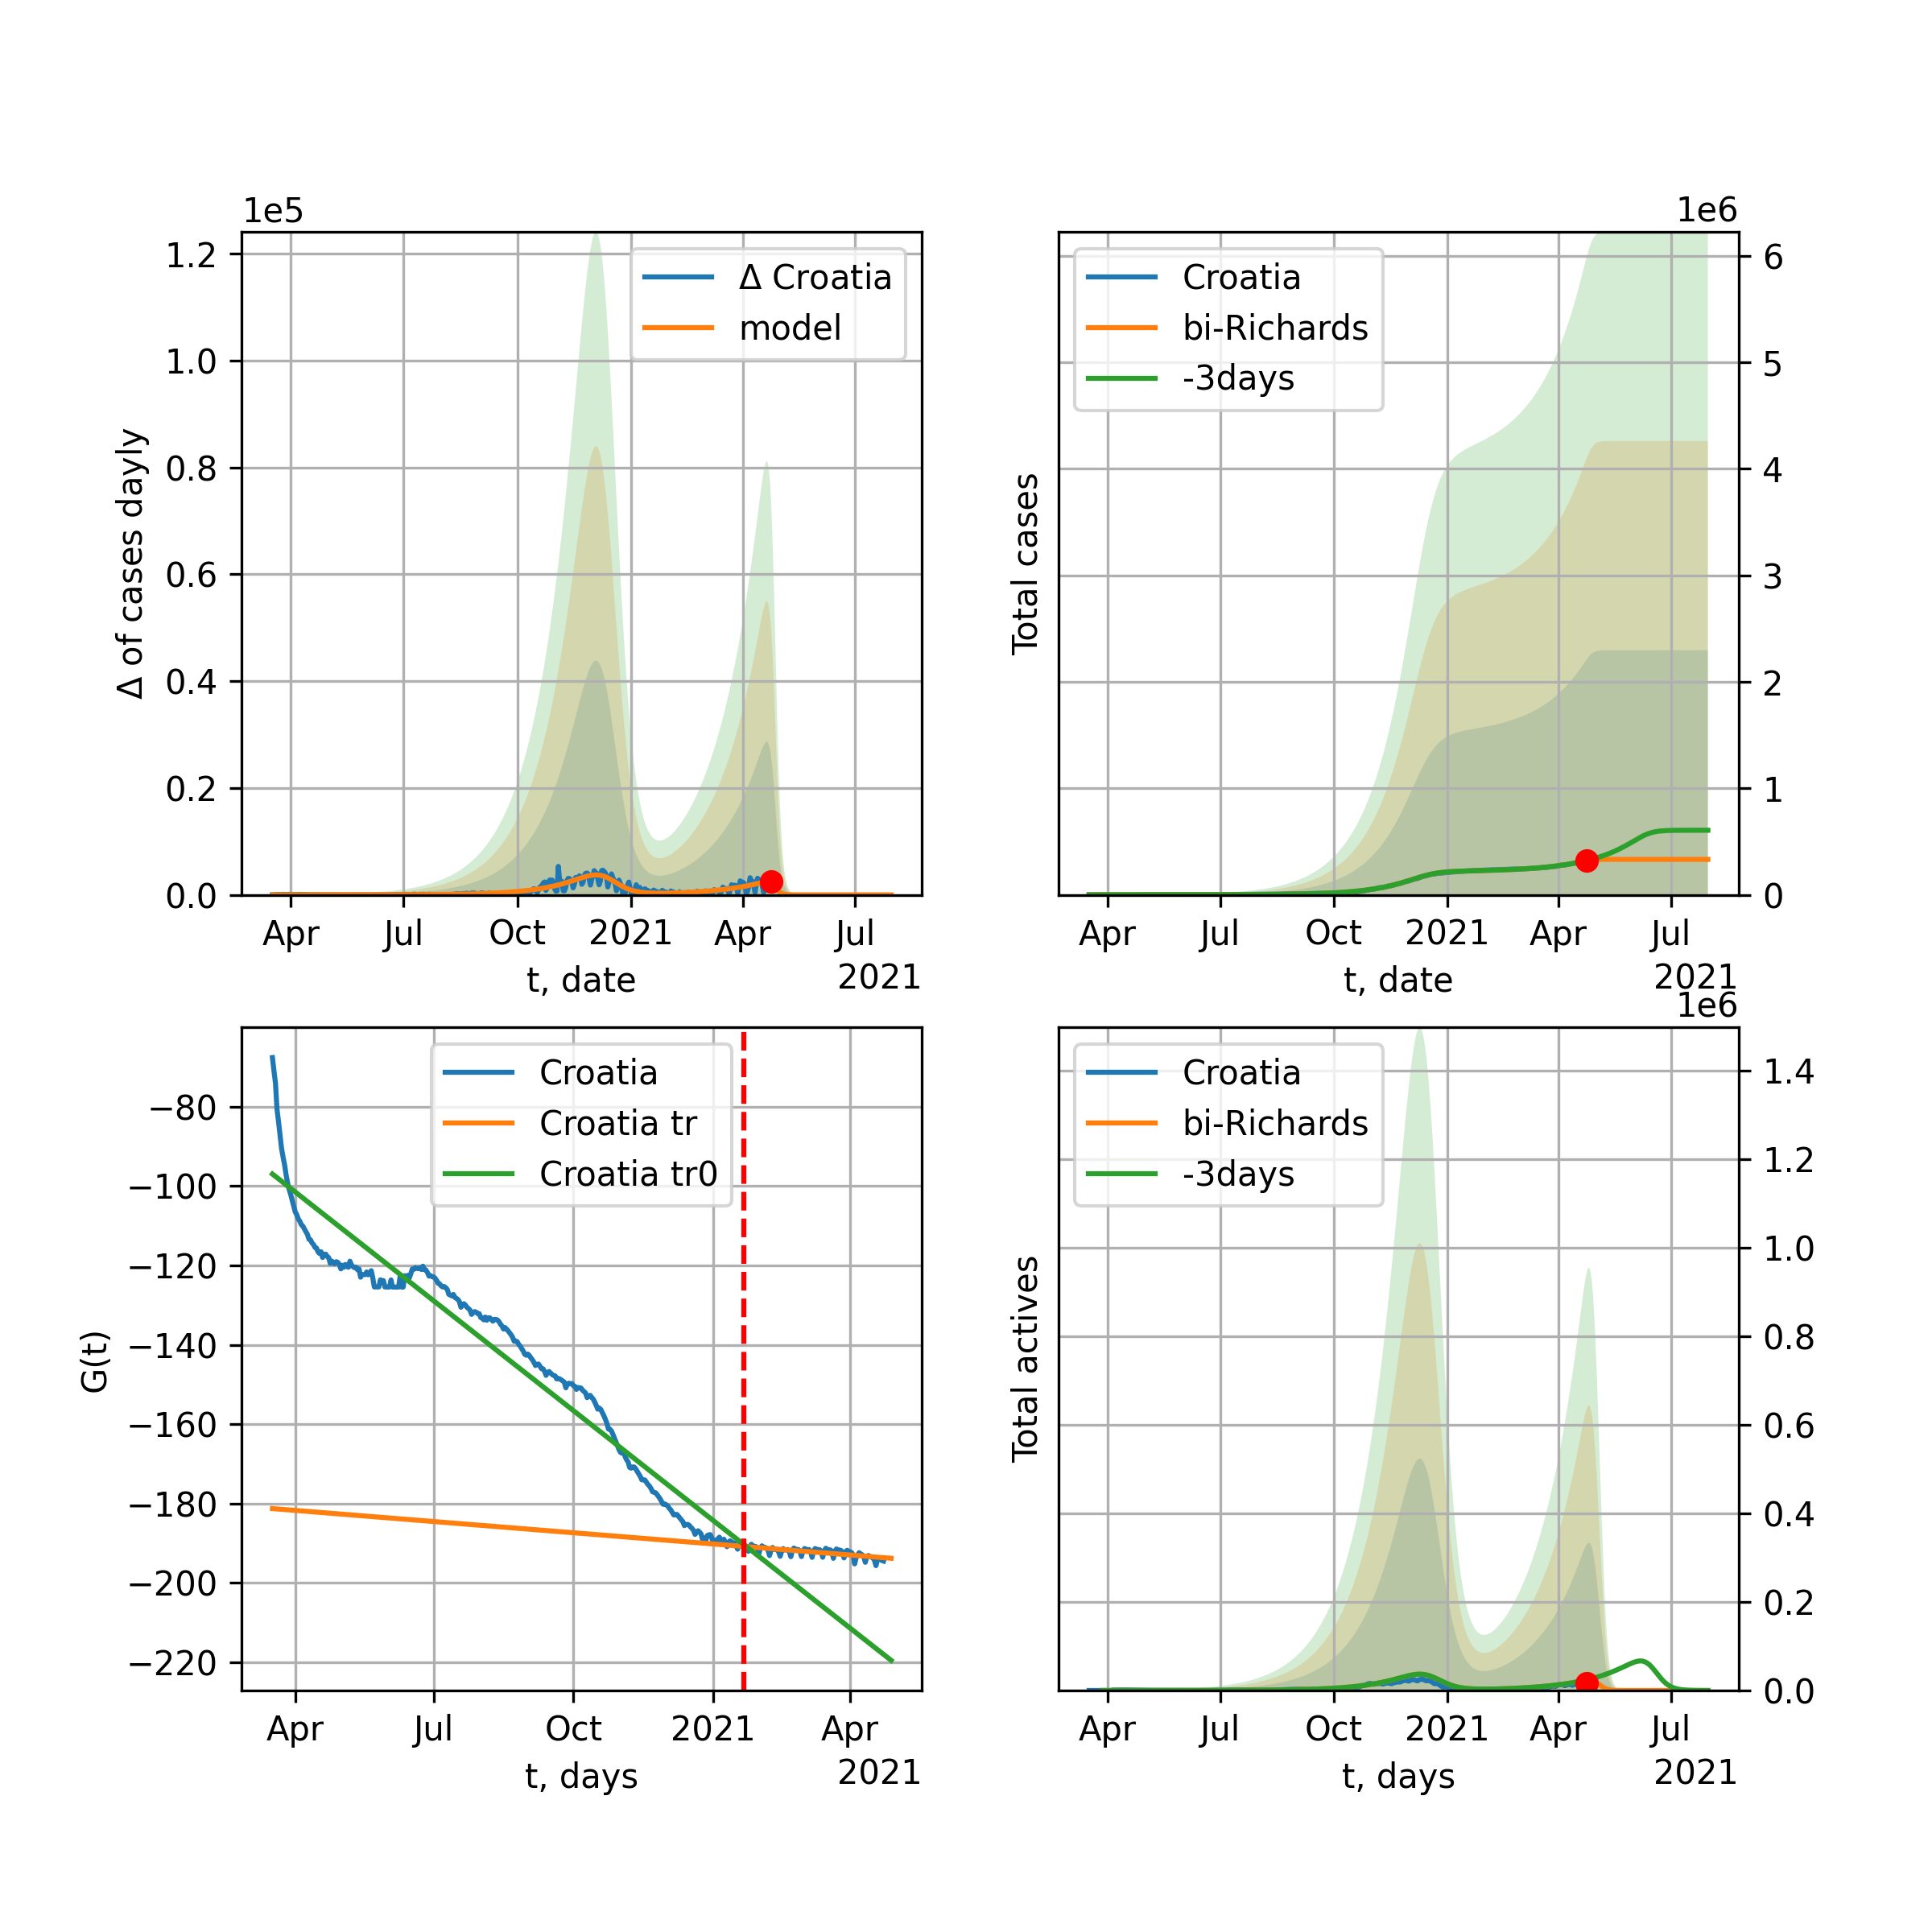 1e5
Δ of cases dayly
1.2
1.0
0.8
0.6
0.4
0.2
0.0
Δ Croatia
model
Apr Jul Oct 2021 Apr Jul
t, date
2021
1e6
Total cases
6
5
4
3
2
1
0
Croatia
bi-Richards
-3days
Apr Jul Oct 2021 Apr Jul
t, date
2021
G(t)
−80
−100
−120
−140
−160
−180
−200
−220
Croatia
Croatia tr
Croatia tr0
Apr Jul Oct 2021 Apr
t, days
2021
1e6
Total actives
1.4
1.2
1.0
0.8
0.6
0.4
0.2
0.0
Croatia
bi-Richards
-3days
Apr Jul Oct 2021 Apr Jul
t, days
2021